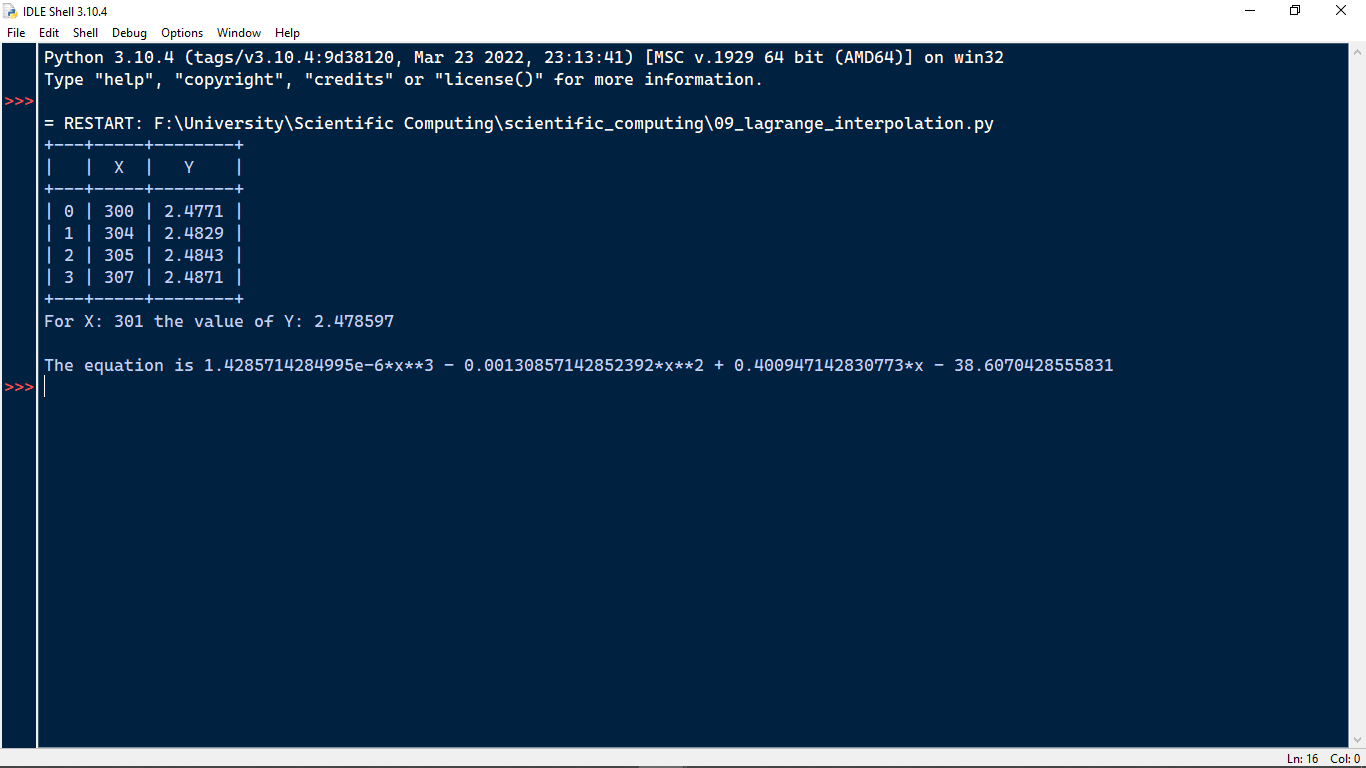 IDLE Shell 3.10.4
File Edit Shell Debug Options Window Help
Python 3.10.4 (tags/v3.10.4:9d38120, Mar 23 2022, 23:13:41) [MSC v.1929 64 bit (AMD64)] on win32
Type "help", "copyright", "credits" or "license()" for more information.
>>>
= RESTART: F:\University\Scientific Computing\scientific_computing\09_lagrange_interpolation.py
+---+-----+--------+
|   |  X  |   Y    |
+---+-----+--------+
| 0 | 300 | 2.4771 |
| 1 | 304 | 2.4829 |
| 2 | 305 | 2.4843 |
| 3 | 307 | 2.4871 |
+---+-----+--------+
For X: 301 the value of Y: 2.478597
The equation is 1.4285714284995e-6*x**3 - 0.00130857142852392*x**2 + 0.400947142830773*x - 38.6070428555831
>>>
Ln: 16 Col: 0